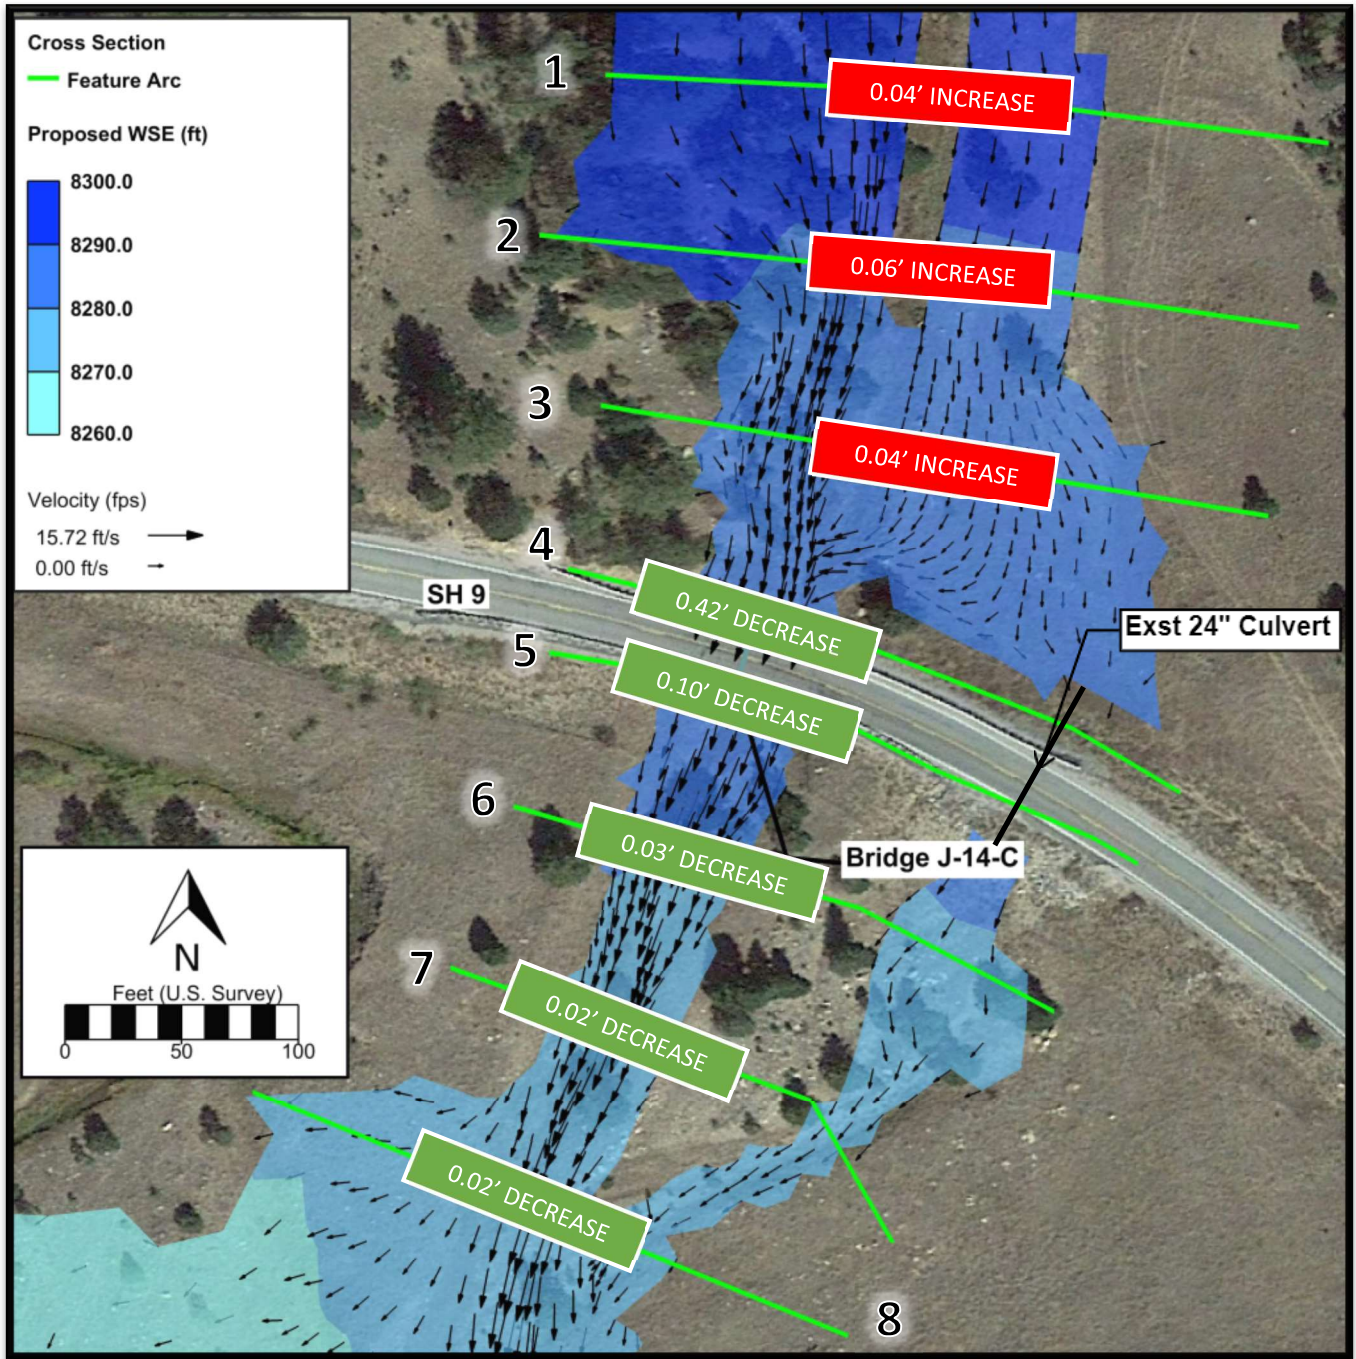 Cross Section
Feature Arc
Proposed WSE (ft)
8300.0
8290.0
8280.0
8270.0
8260.0
Velocity (fps)
15.72 ft/s
0.00 ft/s
1
0.04' INCREASE
2
0.06' INCREASE
3
0.04' INCREASE
4
0.42' DECREASE
SH 9
Exst 24" Culvert
5
0.10' DECREASE
6
0.03' DECREASE
Bridge J-14-C
N
Feet (U.S. Survey)
0 50 100
7
0.02' DECREASE
0.02' DECREASE
8